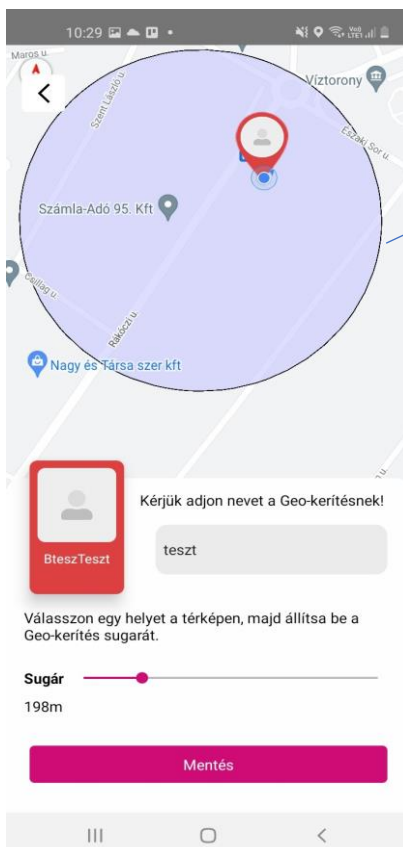 10:29
Maros u.
Szent László u.
Víztorony
Északi Sor u.
Számla-Adó 95. Kft
Csillag u.
Rákóczi u.
Nagy és Társa szer kft
Kérjük adjon nevet a Geo-kerítésnek!
BteszTeszt
teszt
Válasszon egy helyet a térképen, majd állítsa be a
Geo-kerítés sugarát.
Sugár
198m
Mentés